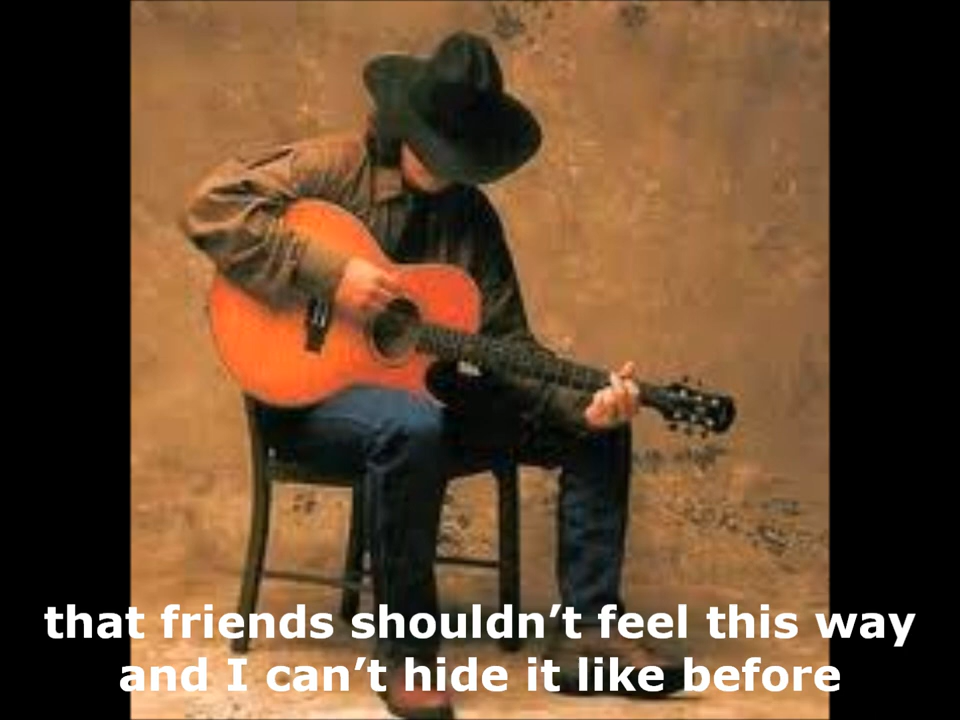 that friends shouldn’t feel this way
and I can’t hide it like before